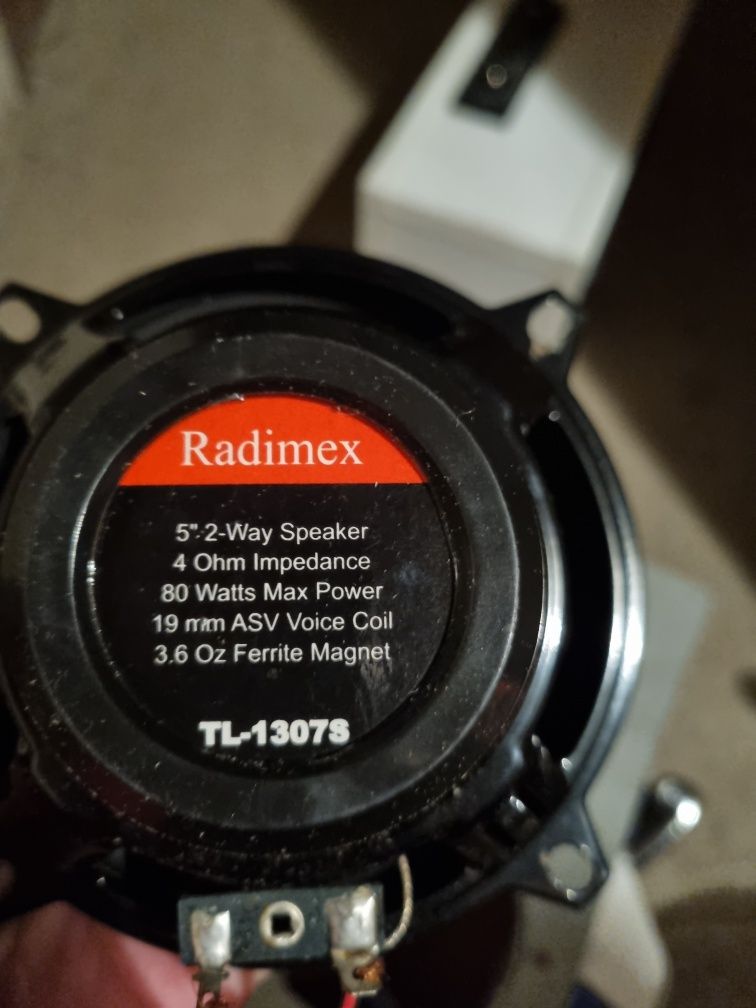 Radimex
5" 2-Way Speaker
4 Ohm Impedance
80 Watts Max Power
19 mm ASV Voice Coil
3.6 Oz Ferrite Magnet
TL-1307S